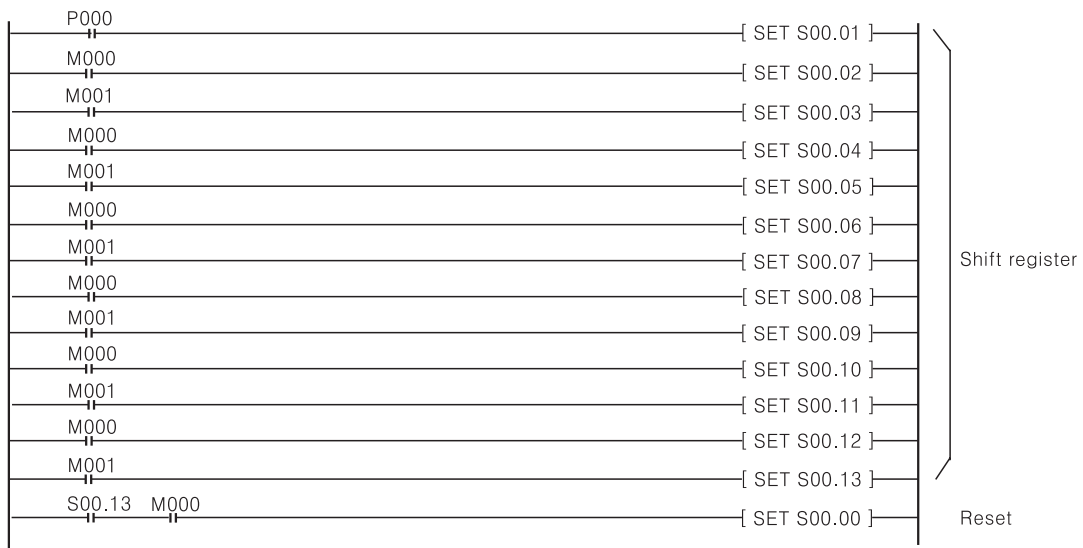 P000
[ SET S00.01 ]
M000
[ SET S00.02 ]
M001
[ SET S00.03 ]
M000
[ SET S00.04 ]
M001
[ SET S00.05 ]
M000
[ SET S00.06 ]
M001
[ SET S00.07 ]
Shift register
M000
[ SET S00.08 ]
M001
[ SET S00.09 ]
M000
[ SET S00.10 ]
M001
[ SET S00.11 ]
M000
[ SET S00.12 ]
M001
[ SET S00.13 ]
S00.13 M000
[ SET S00.00 ]
Reset